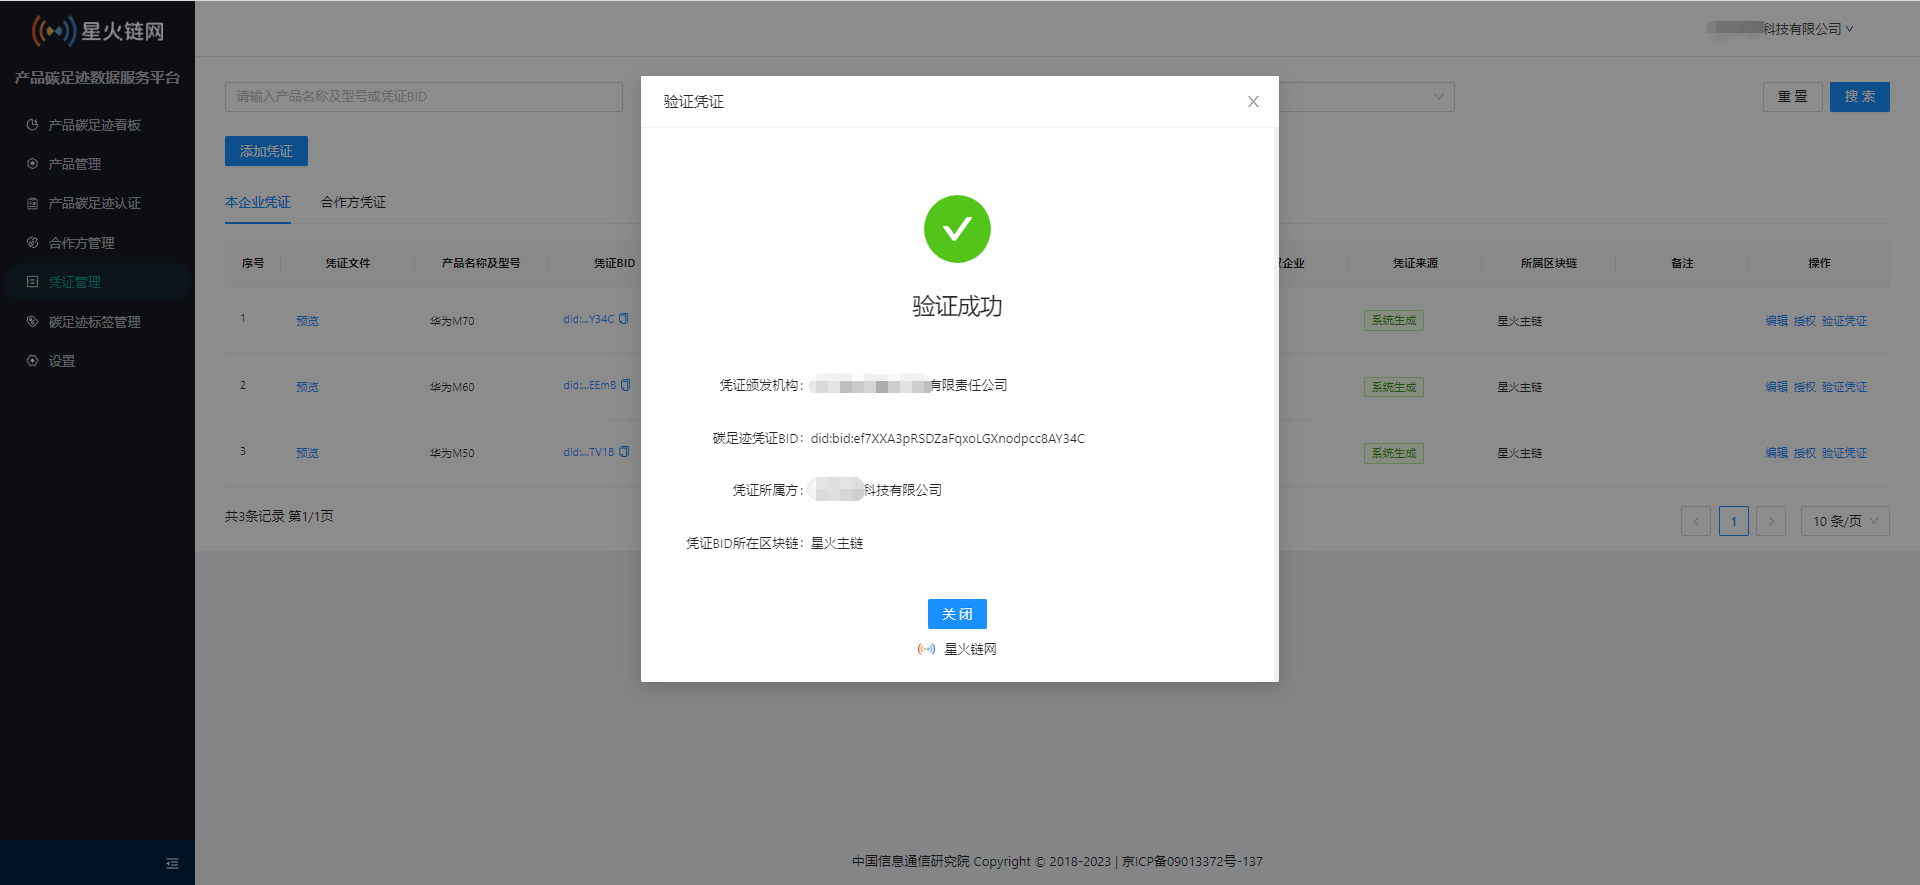 星火链网
产品碳足迹数据服务平台
产品碳足迹看板
产品管理
产品碳足迹认证
合作方管理
凭证管理
碳足迹标签管理
设置
科技有限公司
请输入产品名称及型号或凭证BID
重 置
搜 索
添加凭证
本企业凭证
合作方凭证
序号 凭证文件 产品名称及型号 凭证BID 企业 凭证来源 所属区块链 备注 操作
1 预览 华为M70 did:...Y34C 系统生成 星火主链 编辑 授权 验证凭证
2 预览 华为M60 did:...EEmB 系统生成 星火主链 编辑 授权 验证凭证
3 预览 华为M50 did:...TV1B 系统生成 星火主链 编辑 授权 验证凭证
共3条记录 第1/1页
1
10 条/页
验证凭证
验证成功
凭证颁发机构： 有限责任公司
碳足迹凭证BID： did:bid:ef7XXA3pRSDZaFqxoLGXnodpcc8AY34C
凭证所属方： 科技有限公司
凭证BID所在区块链： 星火主链
关 闭
星火链网
中国信息通信研究院 Copyright © 2018-2023 | 京ICP备09013372号-137